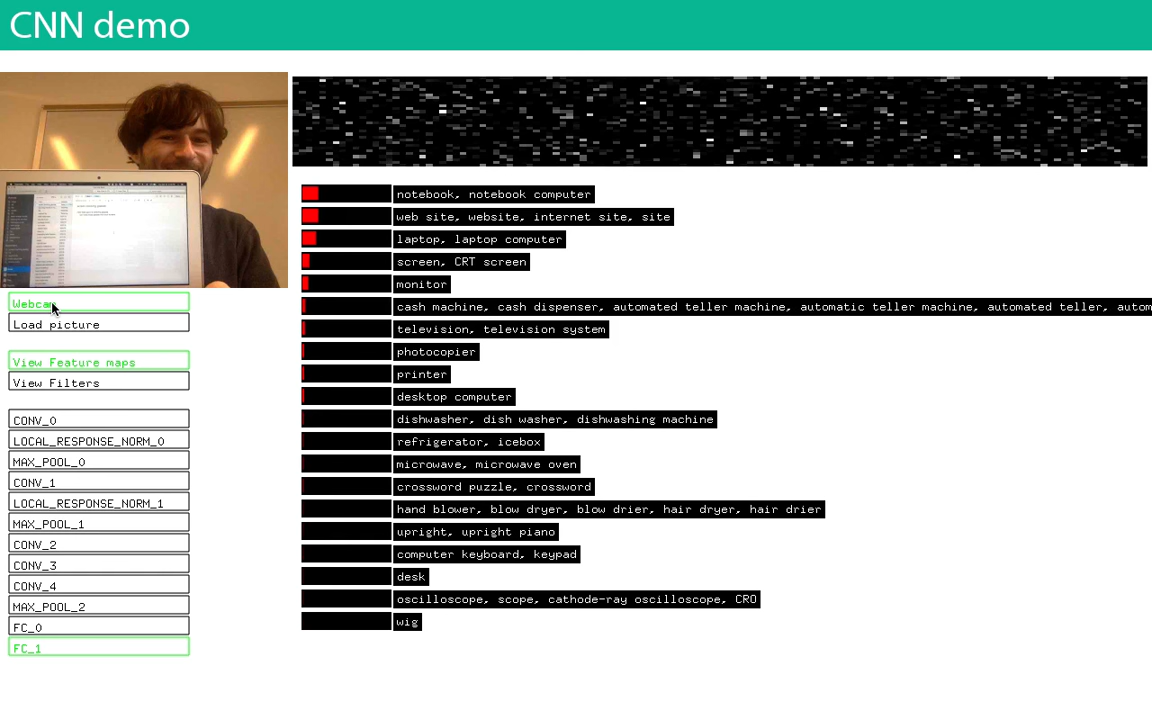 CNN demo
Webcam
Load picture
View Feature maps
View Filters
CONV_0
LOCAL_RESPONSE_NORM_0
MAX_POOL_0
CONV_1
LOCAL_RESPONSE_NORM_1
MAX_POOL_1
CONV_2
CONV_3
CONV_4
MAX_POOL_2
FC_0
FC_1
notebook, notebook computer
web site, website, internet site, site
laptop, laptop computer
screen, CRT screen
monitor
cash machine, cash dispenser, automated teller machine, automatic teller machine, automated teller, autom
television, television system
photocopier
printer
desktop computer
dishwasher, dish washer, dishwashing machine
refrigerator, icebox
microwave, microwave oven
crossword puzzle, crossword
hand blower, blow dryer, blow drier, hair dryer, hair drier
upright, upright piano
computer keyboard, keypad
desk
oscilloscope, scope, cathode-ray oscilloscope, CRO
wig